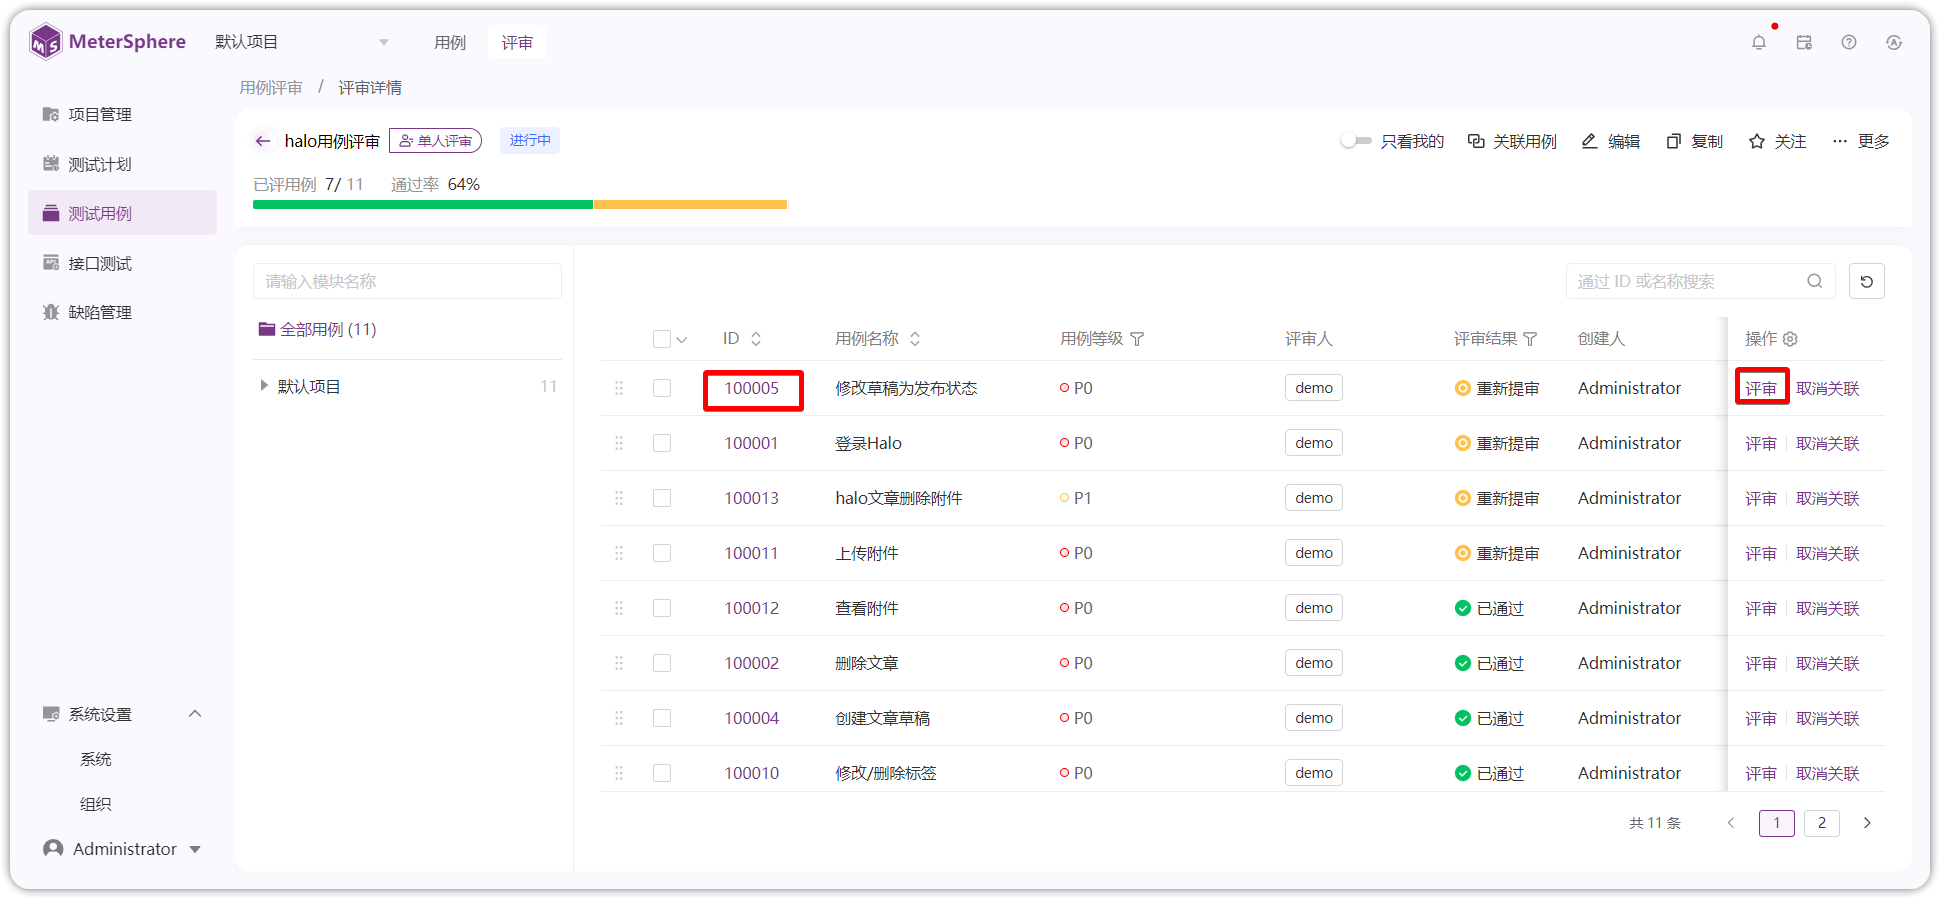 MeterSphere
默认项目
用例
评审
用例评审 / 评审详情
项目管理
测试计划
测试用例
接口测试
缺陷管理
系统设置
系统
组织
Administrator
halo用例评审 单人评审 进行中
只看我的 关联用例 编辑 复制 关注 更多
已评用例 7/ 11 通过率 64%
请输入模块名称
全部用例 (11)
默认项目 11
通过 ID 或名称搜索
ID 用例名称 用例等级 评审人 评审结果 创建人 操作
100005 修改草稿为发布状态 P0 demo 重新提审 Administrator 评审 取消关联
100001 登录Halo P0 demo 重新提审 Administrator 评审 取消关联
100013 halo文章删除附件 P1 demo 重新提审 Administrator 评审 取消关联
100011 上传附件 P0 demo 重新提审 Administrator 评审 取消关联
100012 查看附件 P0 demo 已通过 Administrator 评审 取消关联
100002 删除文章 P0 demo 已通过 Administrator 评审 取消关联
100004 创建文章草稿 P0 demo 已通过 Administrator 评审 取消关联
100010 修改/删除标签 P0 demo 已通过 Administrator 评审 取消关联
共 11 条 1 2